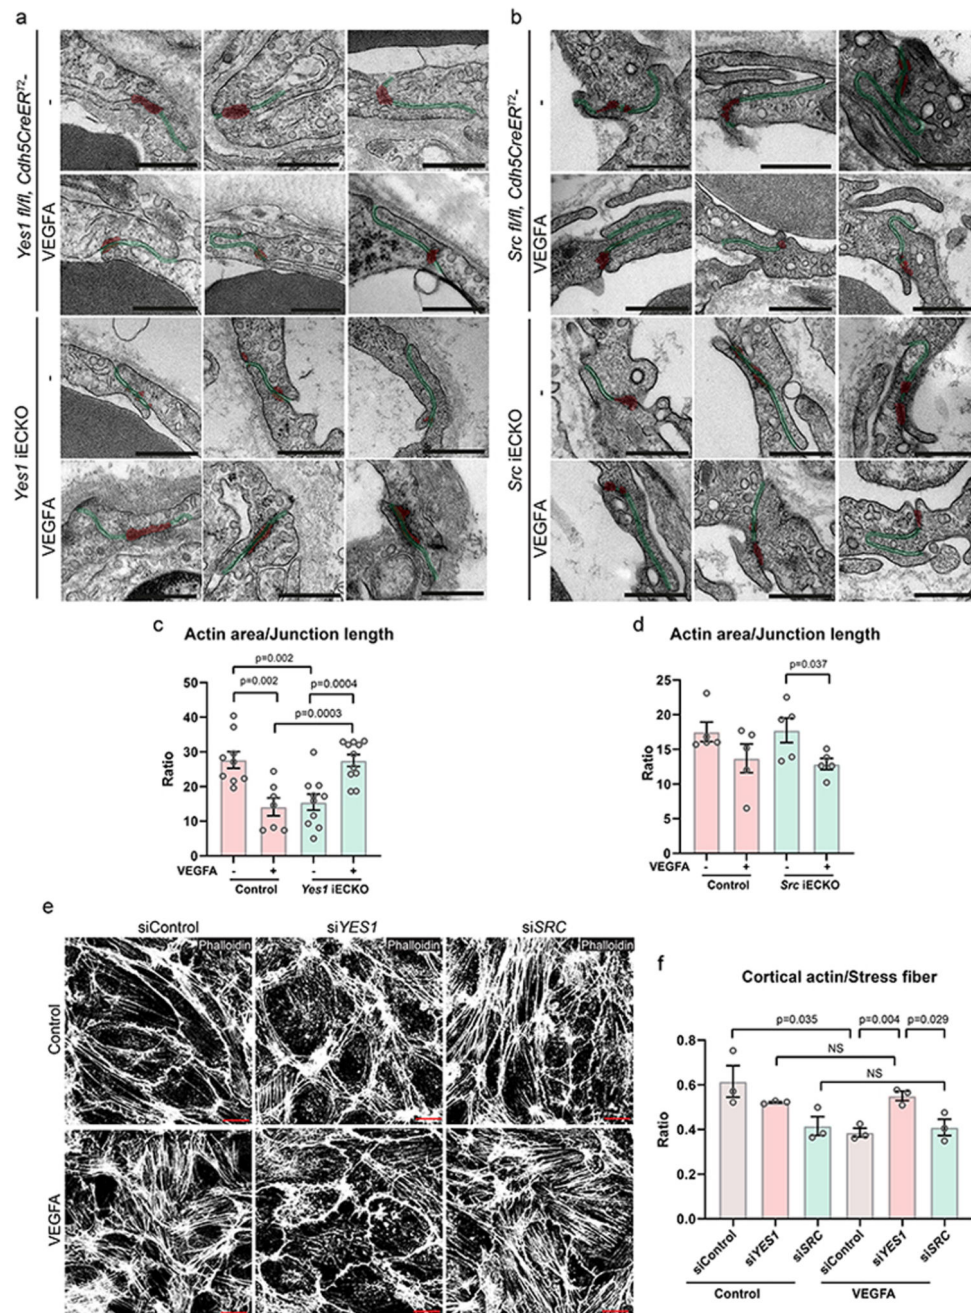 a
b
Yes1 fl/fl, Cdh5CreERT2-
-
VEGFA
Yes1 iECKO
-
VEGFA
Src fl/fl, Cdh5CreERT2-
-
VEGFA
Src iECKO
-
VEGFA
c
Actin area/Junction length
p=0.002
p=0.002
p=0.0004
p=0.0003
Ratio
50
40
30
20
10
0
VEGFA - + - +
Control Yes1 iECKO
d
Actin area/Junction length
p=0.037
Ratio
25
20
15
10
5
0
VEGFA - + - +
Control Src iECKO
e
siControl siYES1 siSRC
Phalloidin Phalloidin Phalloidin
Control
VEGFA
f
Cortical actin/Stress fiber
p=0.035 p=0.004 p=0.029
NS
NS
Ratio
0.8
0.6
0.4
0.2
0.0
siControl siYES1 siSRC siControl siYES1 siSRC
Control VEGFA